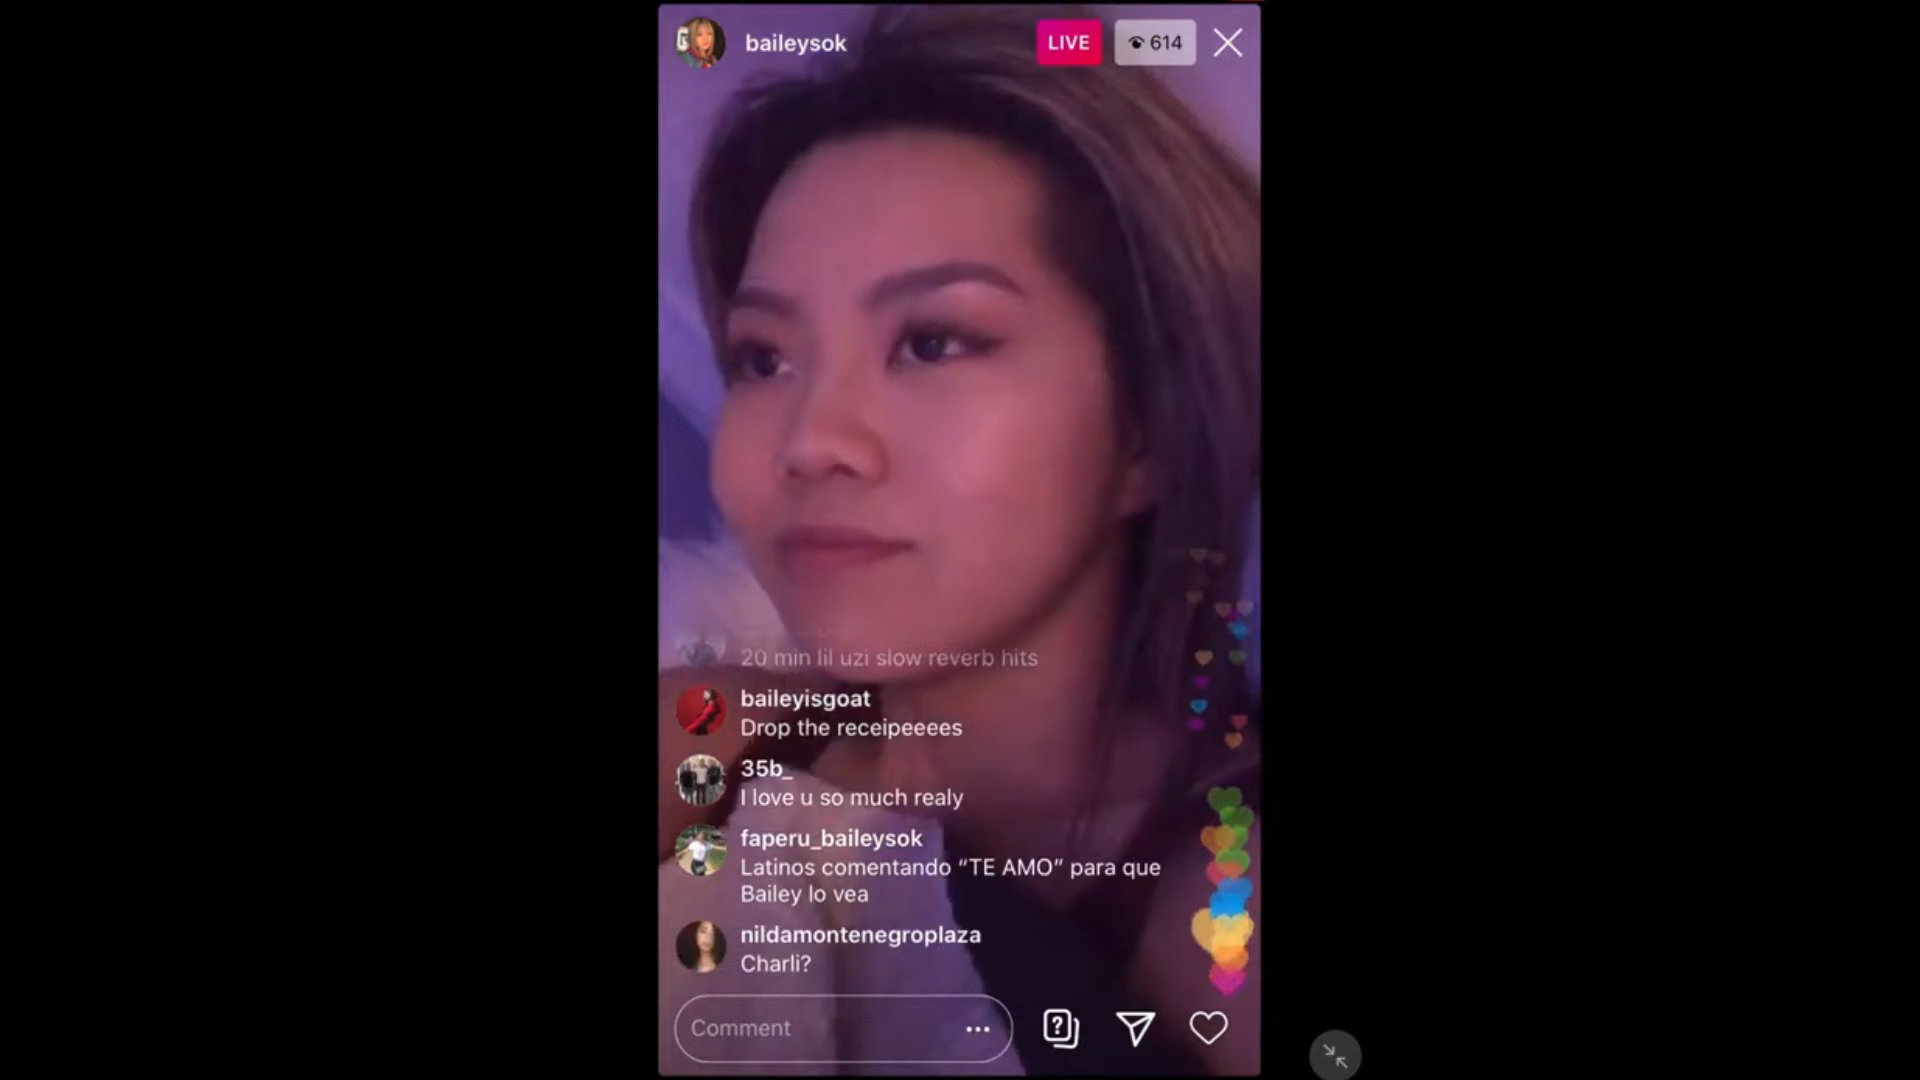 baileysok
LIVE
614
20 min lil uzi slow reverb hits
baileyisgoat
Drop the receipeeees
35b_
I love u so much realy
faperu_baileysok
Latinos comentando “TE AMO” para que
Bailey lo vea
nildamontenegroplaza
Charli?
Comment